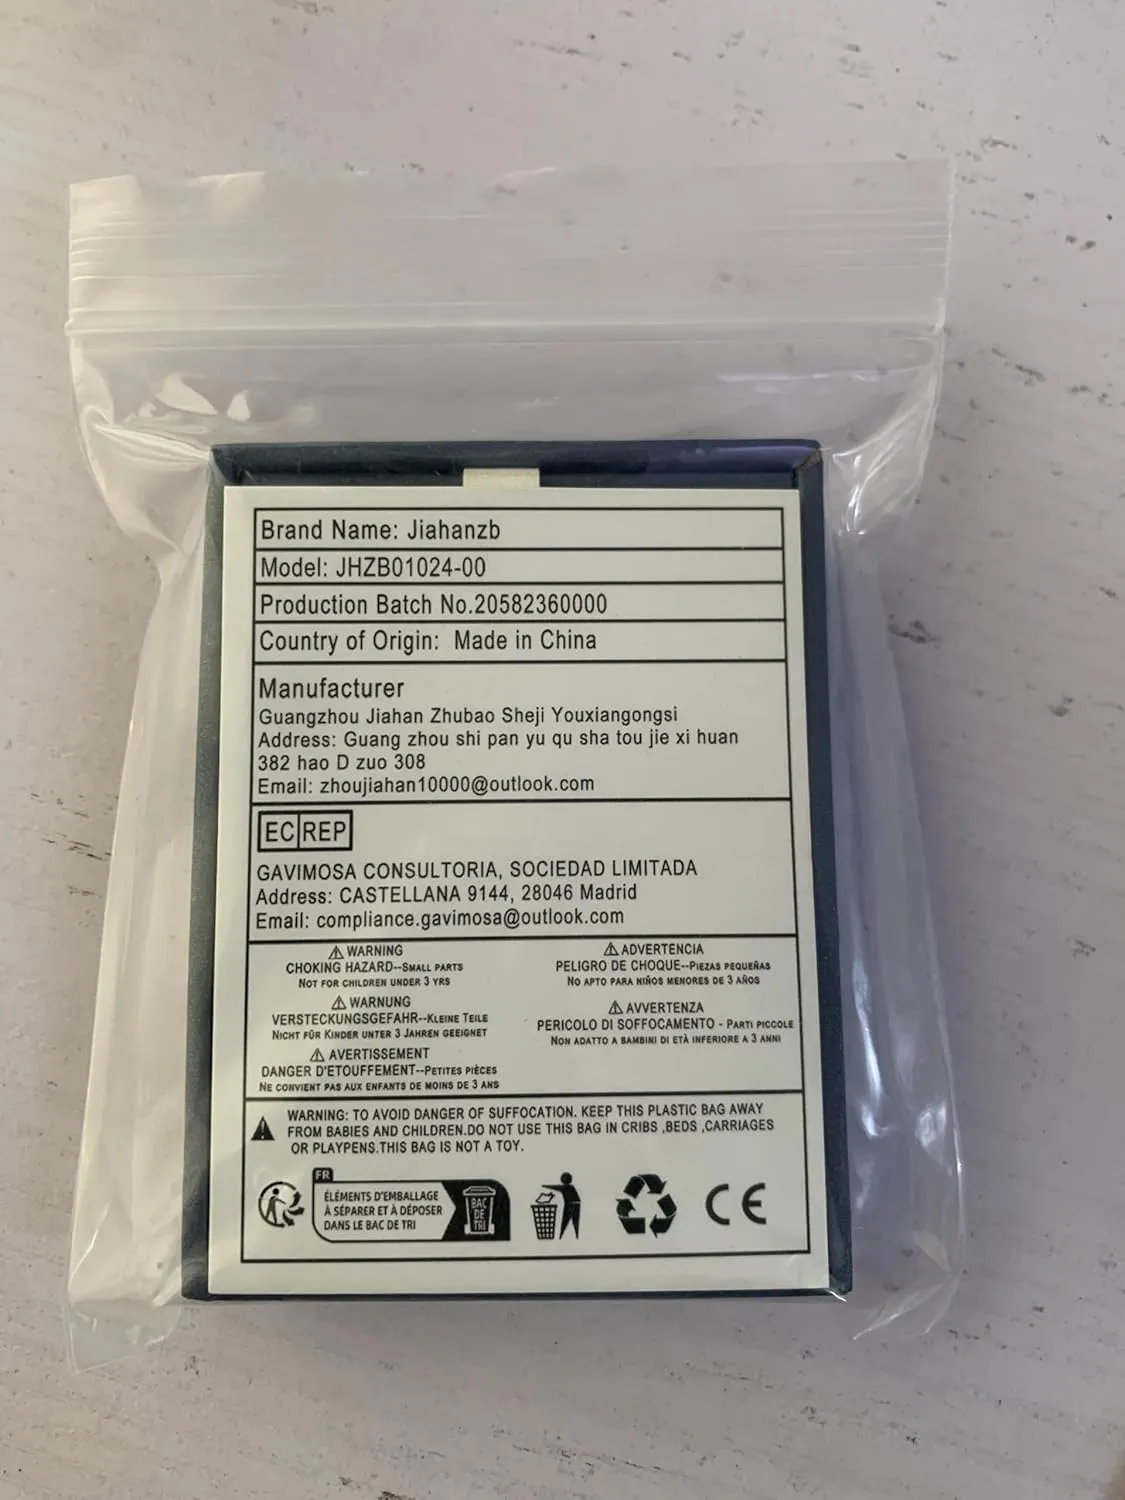 Brand Name: Jiahanzb
Model: JHZB01024-00
Production Batch No.20582360000
Country of Origin: Made in China
Manufacturer
Guangzhou Jiahan Zhubao Sheji Youxiangongsi
Address: Guang zhou shi pan yu qu sha tou jie xi huan
382 hao D zuo 308
Email: zhoujiahan10000@outlook.com
EC REP
GAVIMOSA CONSULTORIA, SOCIEDAD LIMITADA
Address: CASTELLANA 9144, 28046 Madrid
Email: compliance.gavimosa@outlook.com
WARNING
CHOKING HAZARD--SMALL PARTS
NOT FOR CHILDREN UNDER 3 YRS
WARNUNG
VERSTECKUNGSGEFAHR--KLEINE TEILE
NICHT FÜR KINDER UNTER 3 JAHREN GEEIGNET
AVERTISSEMENT
DANGER D'ETOUFFEMENT--PETITES PIÈCES
NE CONVIENT PAS AUX ENFANTS DE MOINS DE 3 ANS
ADVERTENCIA
PELIGRO DE CHOQUE--PIEZAS PEQUEÑAS
NO APTO PARA NIÑOS MENORES DE 3 AÑOS
AVVERTENZA
PERICOLO DI SOFFOCAMENTO - PARTI PICCOLE
NON ADATTO A BAMBINI DI ETÀ INFERIORE A 3 ANNI
WARNING: TO AVOID DANGER OF SUFFOCATION. KEEP THIS PLASTIC BAG AWAY
FROM BABIES AND CHILDREN.DO NOT USE THIS BAG IN CRIBS ,BEDS ,CARRIAGES
OR PLAYPENS.THIS BAG IS NOT A TOY.
FR
ÉLÉMENTS D'EMBALLAGE
À SÉPARER ET À DÉPOSER
DANS LE BAC DE TRI
BAC
DE
TRI
CE